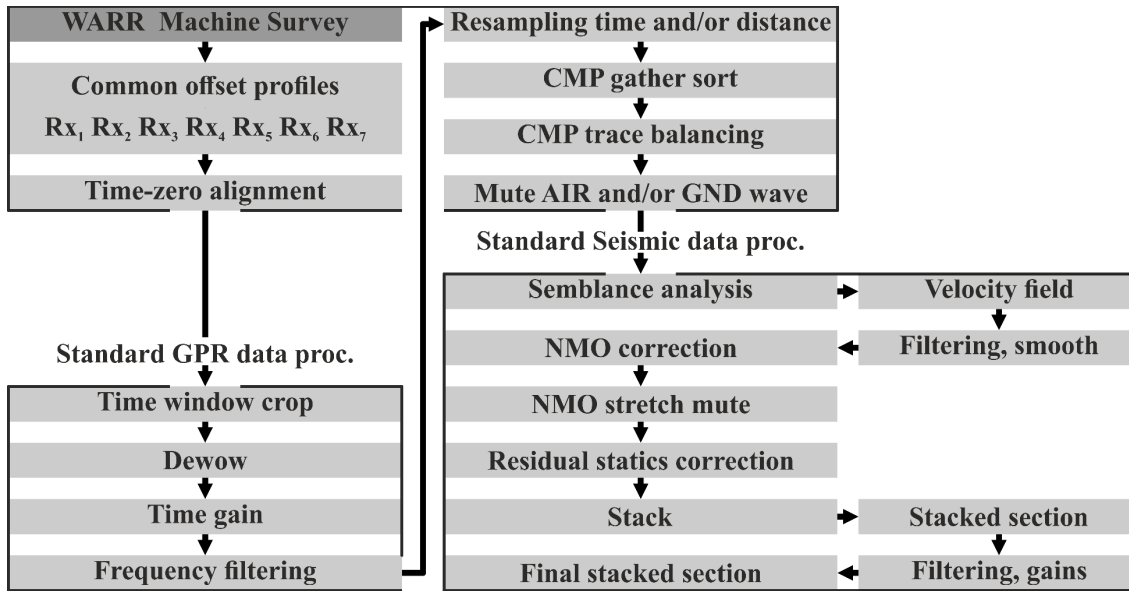 WARR Machine Survey
Common offset profiles
Rx₁ Rx₂ Rx₃ Rx₄ Rx₅ Rx₆ Rx₇
Time-zero alignment
Standard GPR data proc.
Time window crop
Dewow
Time gain
Frequency filtering
Resampling time and/or distance
CMP gather sort
CMP trace balancing
Mute AIR and/or GND wave
Standard Seismic data proc.
Semblance analysis
Velocity field
Filtering, smooth
NMO correction
NMO stretch mute
Residual statics correction
Stack
Stacked section
Filtering, gains
Final stacked section